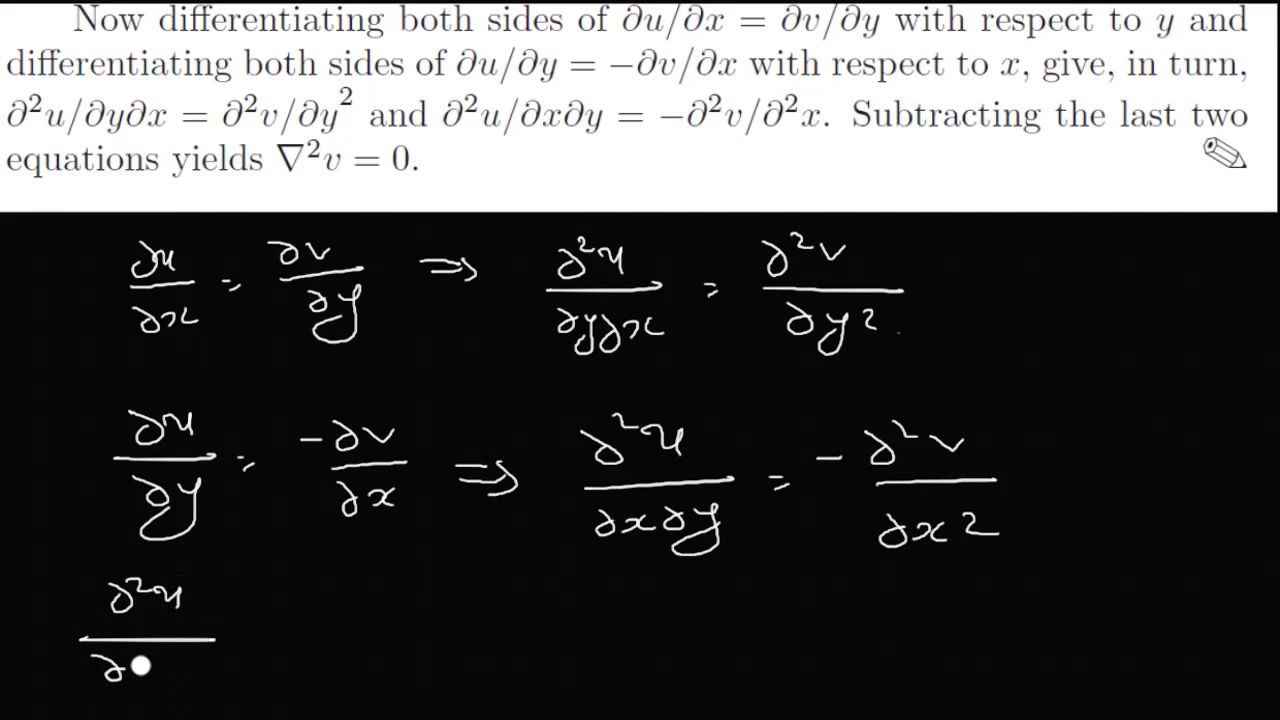 Now differentiating both sides of ∂u/∂x = ∂v/∂y with respect to y and
differentiating both sides of ∂u/∂y = −∂v/∂x with respect to x, give, in turn,
∂²u/∂y∂x = ∂²v/∂y² and ∂²u/∂x∂y = −∂²v/∂²x. Subtracting the last two
equations yields ∇²v = 0.
∂u/∂x = ∂v/∂y ⇒ ∂²u/∂y∂x = ∂²v/∂y²
∂u/∂y = -∂v/∂x ⇒ ∂²u/∂x∂y = -∂²v/∂x²
∂²u/∂